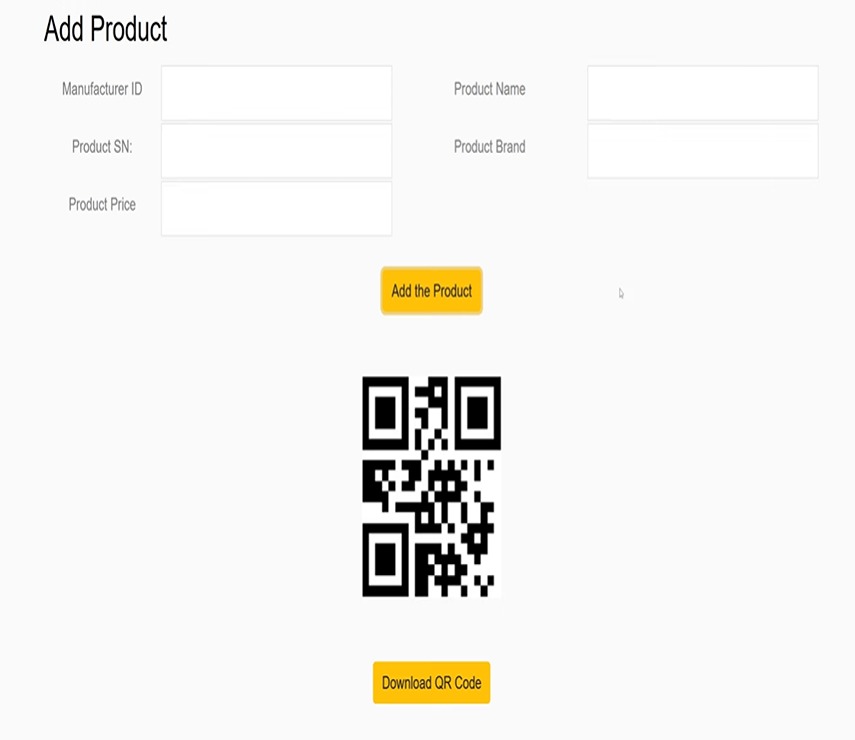 Add Product
Manufacturer ID
Product Name
Product SN:
Product Brand
Product Price
Add the Product
Download QR Code